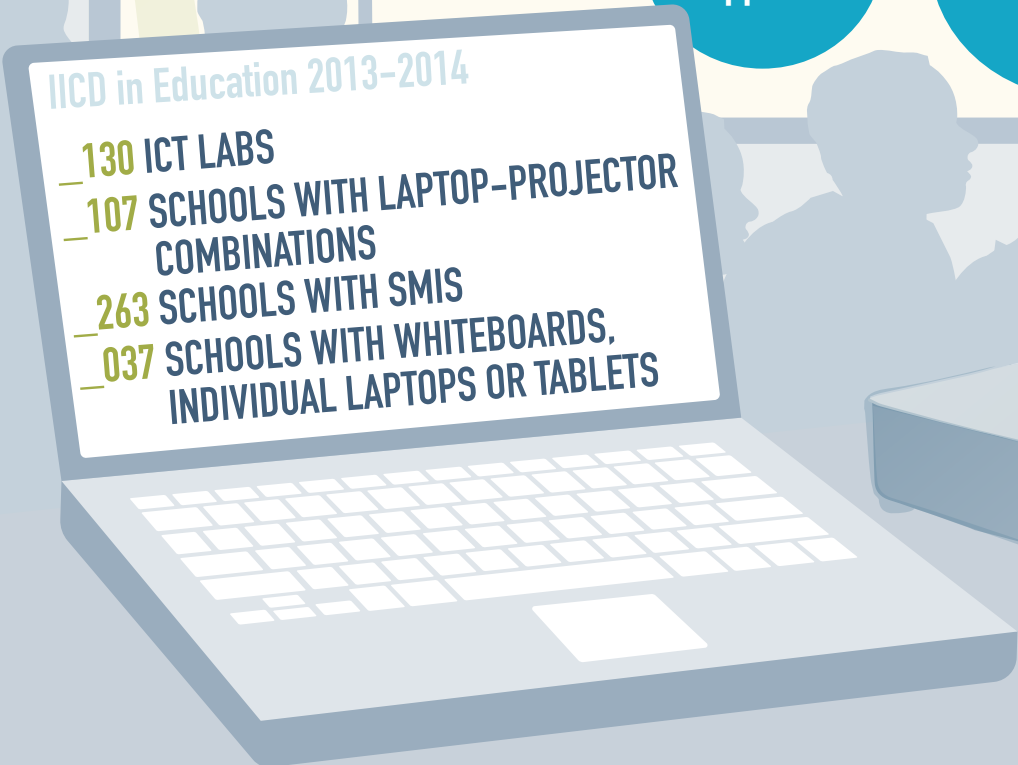 IICD in Education 2013-2014
_130 ICT LABS
_107 SCHOOLS WITH LAPTOP-PROJECTOR
COMBINATIONS
_263 SCHOOLS WITH SMIS
_037 SCHOOLS WITH WHITEBOARDS,
INDIVIDUAL LAPTOPS OR TABLETS